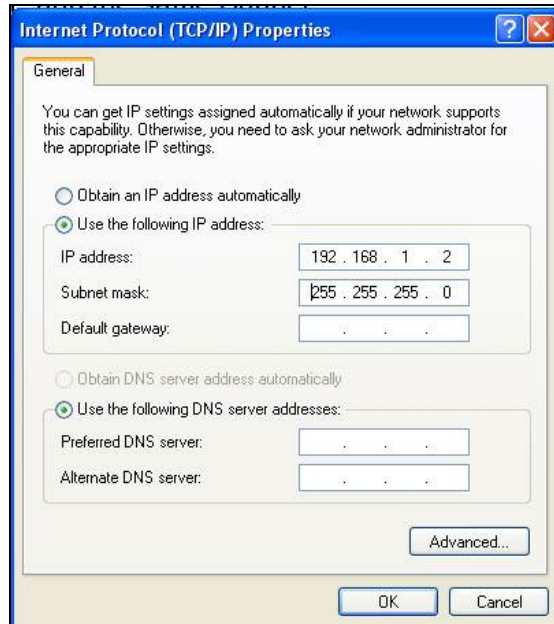 Internet Protocol (TCP/IP) Properties
General
You can get IP settings assigned automatically if your network supports
this capability. Otherwise, you need to ask your network administrator for
the appropriate IP settings.
Obtain an IP address automatically
Use the following IP address:
IP address: 192 . 168 . 1 . 2
Subnet mask: 255 . 255 . 255 . 0
Default gateway: . . .
Obtain DNS server address automatically
Use the following DNS server addresses:
Preferred DNS server: . . .
Alternate DNS server: . . .
Advanced...
OK Cancel